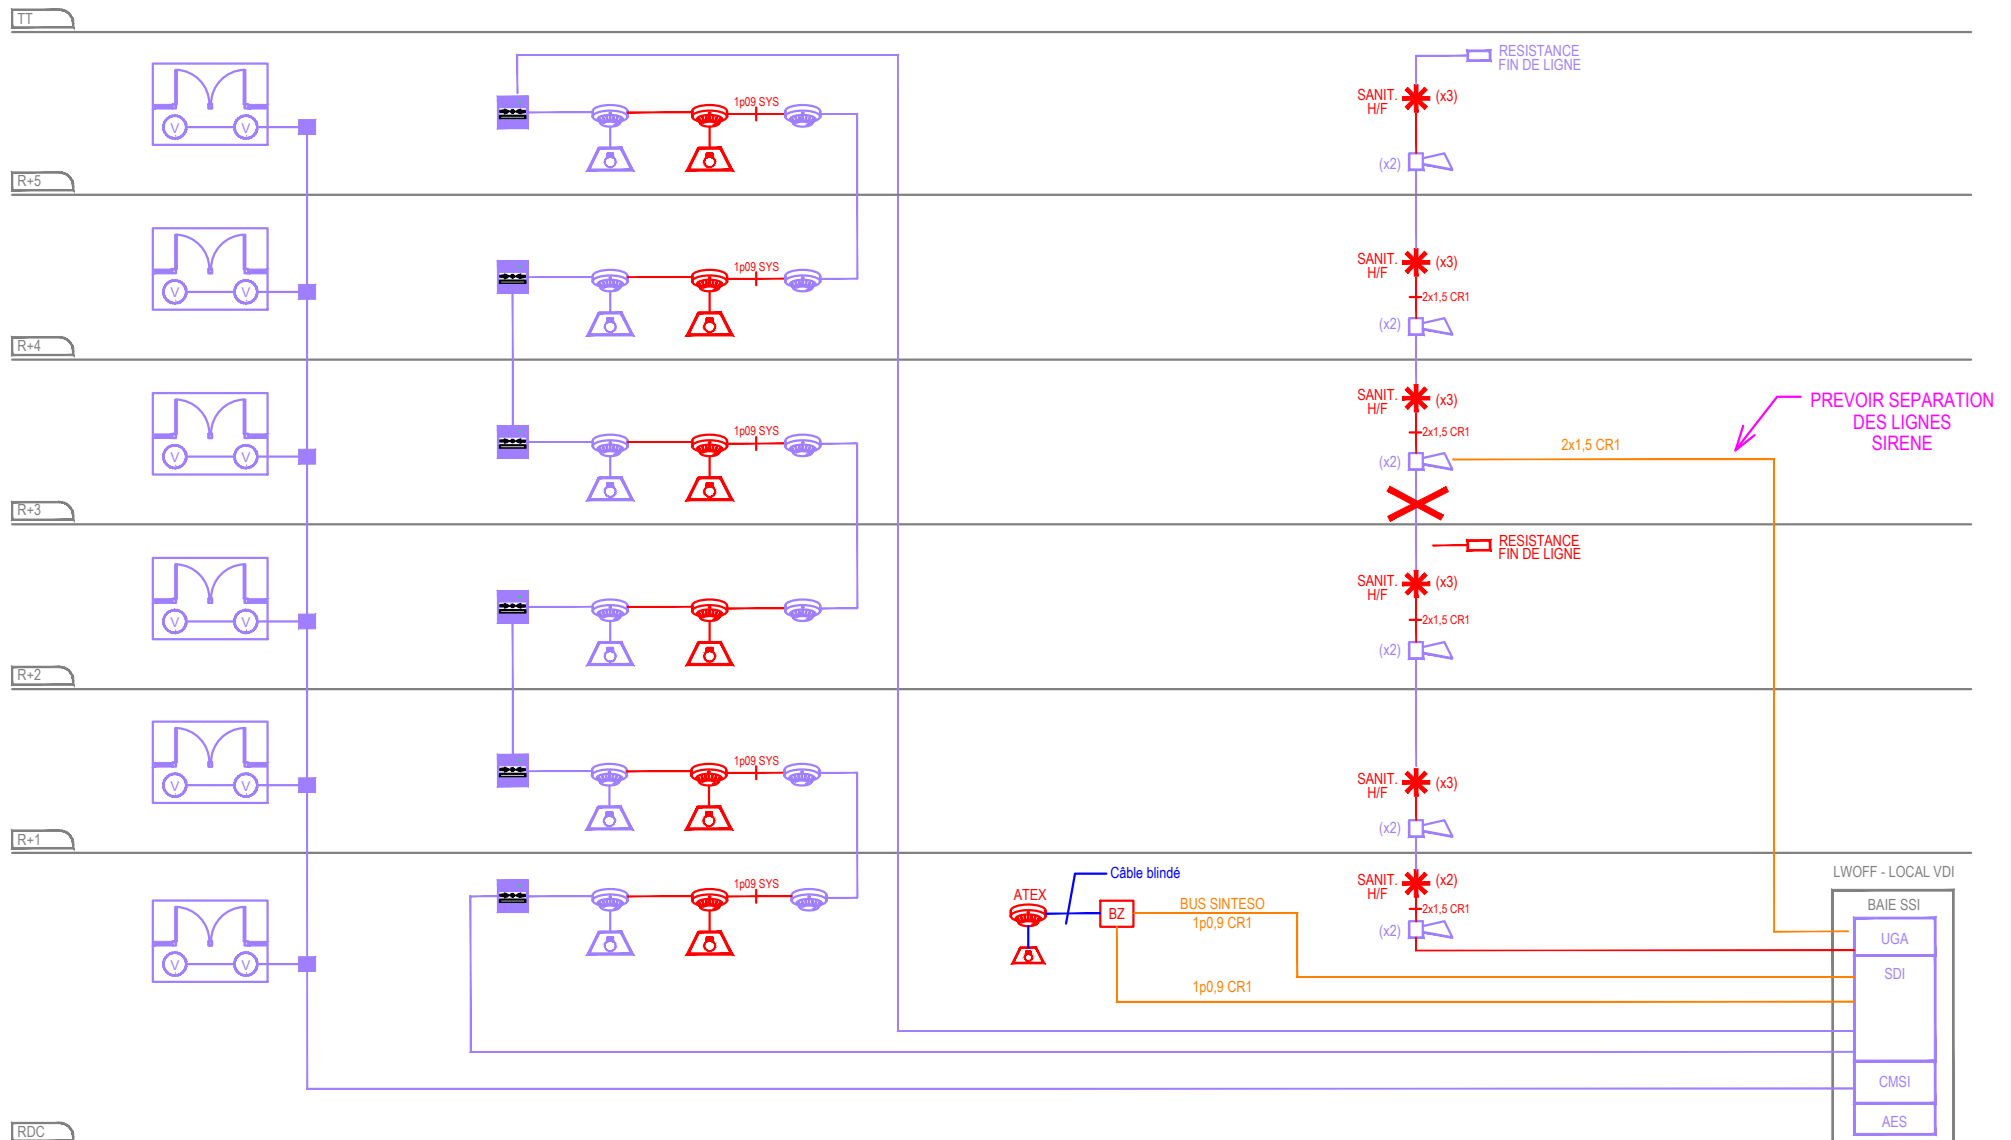 TT
RESISTANCE
FIN DE LIGNE
SANIT.
H/F
(x3)
1p09 SYS
V
V
(x2)
R+5
SANIT.
H/F
(x3)
1p09 SYS
V
V
2x1,5 CR1
(x2)
R+4
SANIT.
H/F
(x3)
PREVOIR SEPARATION
DES LIGNES
SIRENE
1p09 SYS
2x1,5 CR1
2x1,5 CR1
V
V
(x2)
R+3
RESISTANCE
FIN DE LIGNE
SANIT.
H/F
(x3)
V
V
2x1,5 CR1
(x2)
R+2
1p09 SYS
SANIT.
H/F
(x3)
V
V
(x2)
R+1
LWOFF - LOCAL VDI
Câble blindé
SANIT.
H/F
(x2)
1p09 SYS
ATEX
BUS SINTESO
1p0,9 CR1
BZ
2x1,5 CR1
BAIE SSI
(x2)
UGA
V
V
SDI
1p0,9 CR1
CMSI
AES
RDC